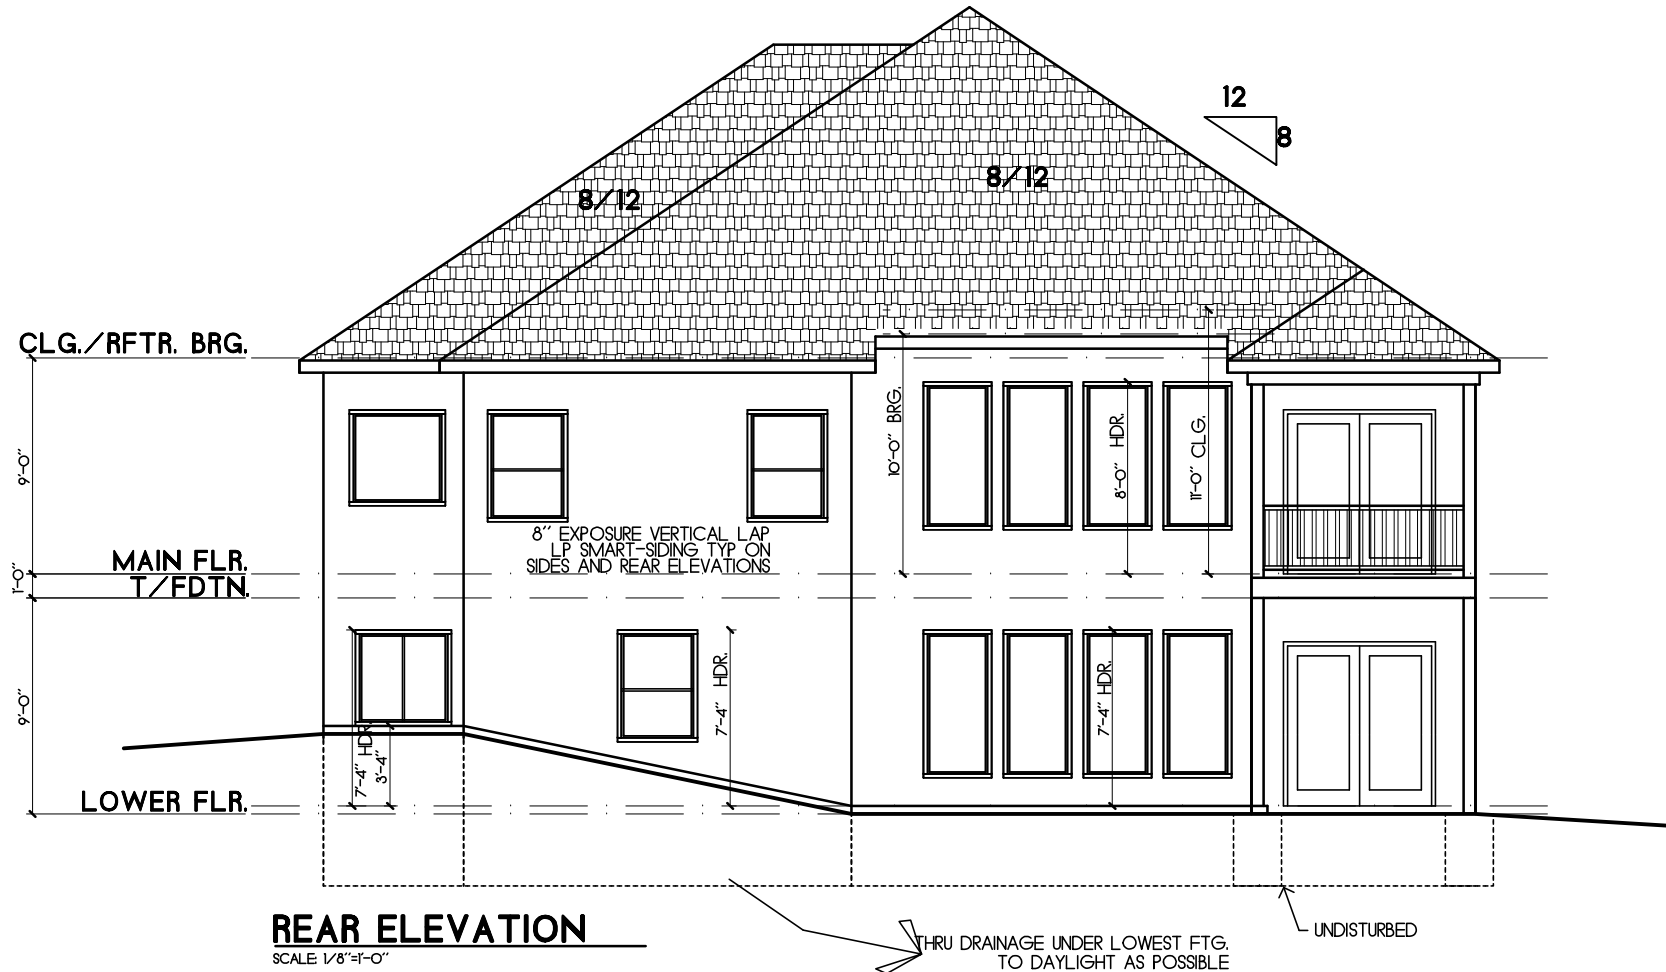 12
8
8/12
8/12
CLG./RFTR. BRG.
10'-0" BRG.
8'-0" HDR.
11'-0" CLG.
9'-0"
8" EXPOSURE VERTICAL LAP
LP SMART-SIDING TYP ON
SIDES AND REAR ELEVATIONS
MAIN FLR.
1'-0"
T/FDTN.
9'-0"
7'-4" HDR.
3'-4"
7'-4" HDR.
7'-4" HDR.
LOWER FLR.
REAR ELEVATION
SCALE: 1/8"=1'-0"
THRU DRAINAGE UNDER LOWEST FTG.
TO DAYLIGHT AS POSSIBLE
UNDISTURBED